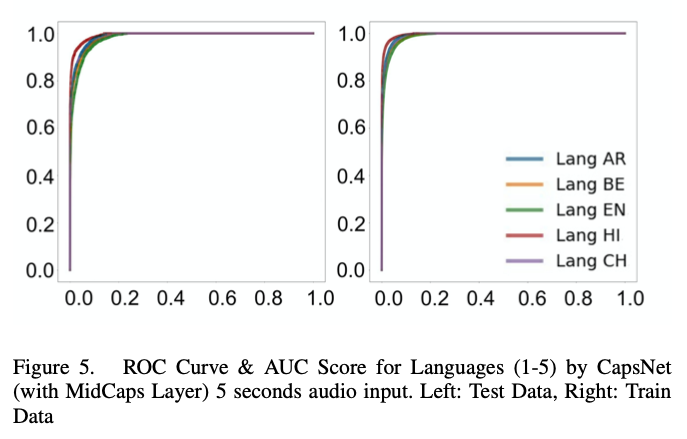 1.0
0.8
0.6
0.4
0.2
0.0
0.0 0.2 0.4 0.6 0.8 1.0
1.0
0.8
0.6
0.4
0.2
0.0
0.0 0.2 0.4 0.6 0.8 1.0
Lang AR
Lang BE
Lang EN
Lang HI
Lang CH
Figure 5. ROC Curve & AUC Score for Languages (1-5) by CapsNet
(with MidCaps Layer) 5 seconds audio input. Left: Test Data, Right: Train
Data